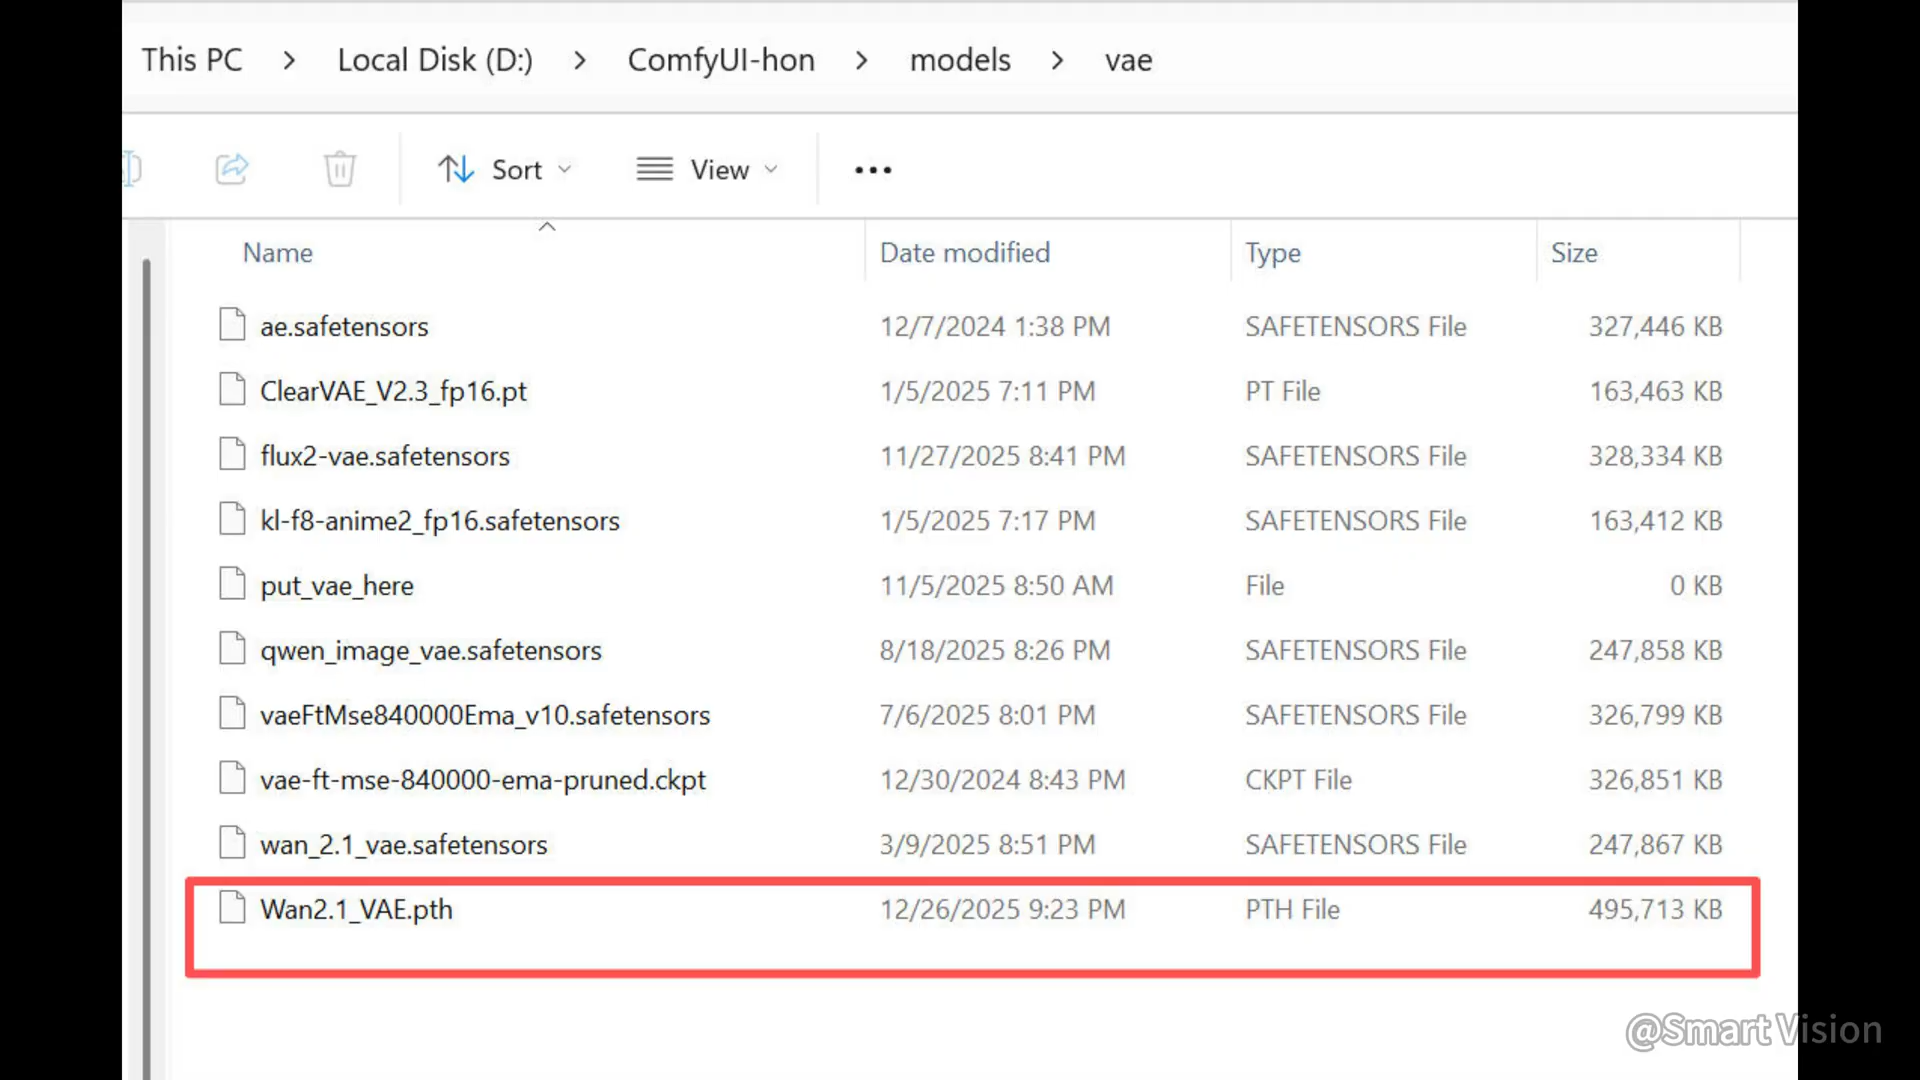 This PC > Local Disk (D:) > ComfyUI-hon > models > vae
Sort View ...
Name Date modified Type Size
ae.safetensors 12/7/2024 1:38 PM SAFETENSORS File 327,446 KB
ClearVAE_V2.3_fp16.pt 1/5/2025 7:11 PM PT File 163,463 KB
flux2-vae.safetensors 11/27/2025 8:41 PM SAFETENSORS File 328,334 KB
kl-f8-anime2_fp16.safetensors 1/5/2025 7:17 PM SAFETENSORS File 163,412 KB
put_vae_here 11/5/2025 8:50 AM File 0 KB
qwen_image_vae.safetensors 8/18/2025 8:26 PM SAFETENSORS File 247,858 KB
vaeFtMse840000Ema_v10.safetensors 7/6/2025 8:01 PM SAFETENSORS File 326,799 KB
vae-ft-mse-840000-ema-pruned.ckpt 12/30/2024 8:43 PM CKPT File 326,851 KB
wan_2.1_vae.safetensors 3/9/2025 8:51 PM SAFETENSORS File 247,867 KB
Wan2.1_VAE.pth 12/26/2025 9:23 PM PTH File 495,713 KB
@Smart Vision